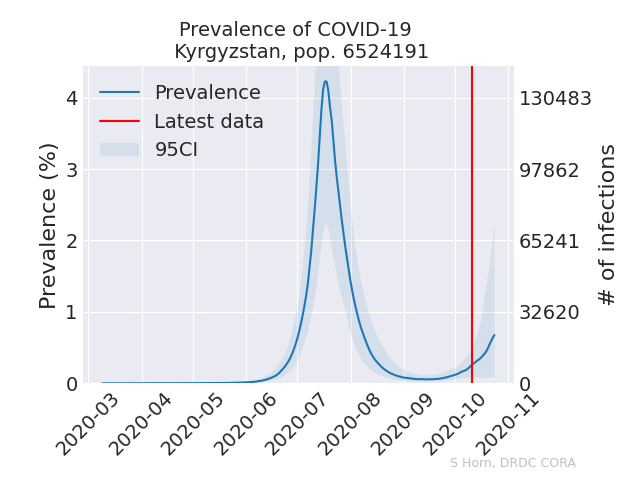 Prevalence of COVID-19
Kyrgyzstan, pop. 6524191
Prevalence
Latest data
95CI
Prevalence (%)
4
3
2
1
0
130483
97862
65241
32620
0
# of infections
2020-03
2020-04
2020-05
2020-06
2020-07
2020-08
2020-09
2020-10
2020-11
S Horn, DRDC CORA